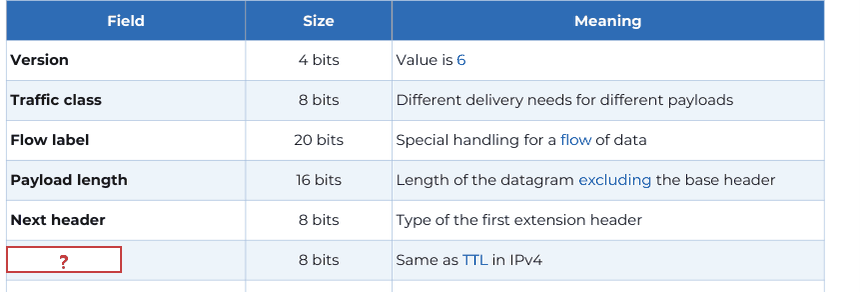 Field Size Meaning
Version 4 bits Value is 6
Traffic class 8 bits Different delivery needs for different payloads
Flow label 20 bits Special handling for a flow of data
Payload length 16 bits Length of the datagram excluding the base header
Next header 8 bits Type of the first extension header
? 8 bits Same as TTL in IPv4